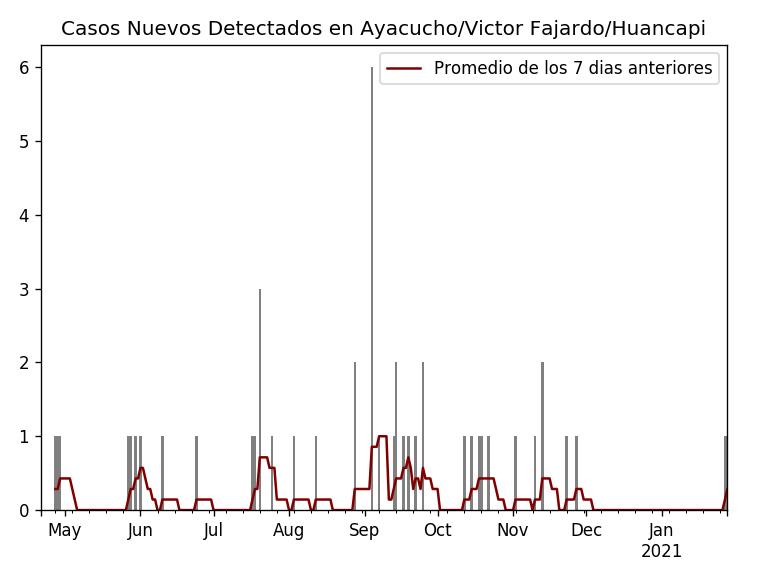 Casos Nuevos Detectados en Ayacucho/Victor Fajardo/Huancapi
Promedio de los 7 dias anteriores
6
5
4
3
2
1
0
May Jun Jul Aug Sep Oct Nov Dec Jan
2021